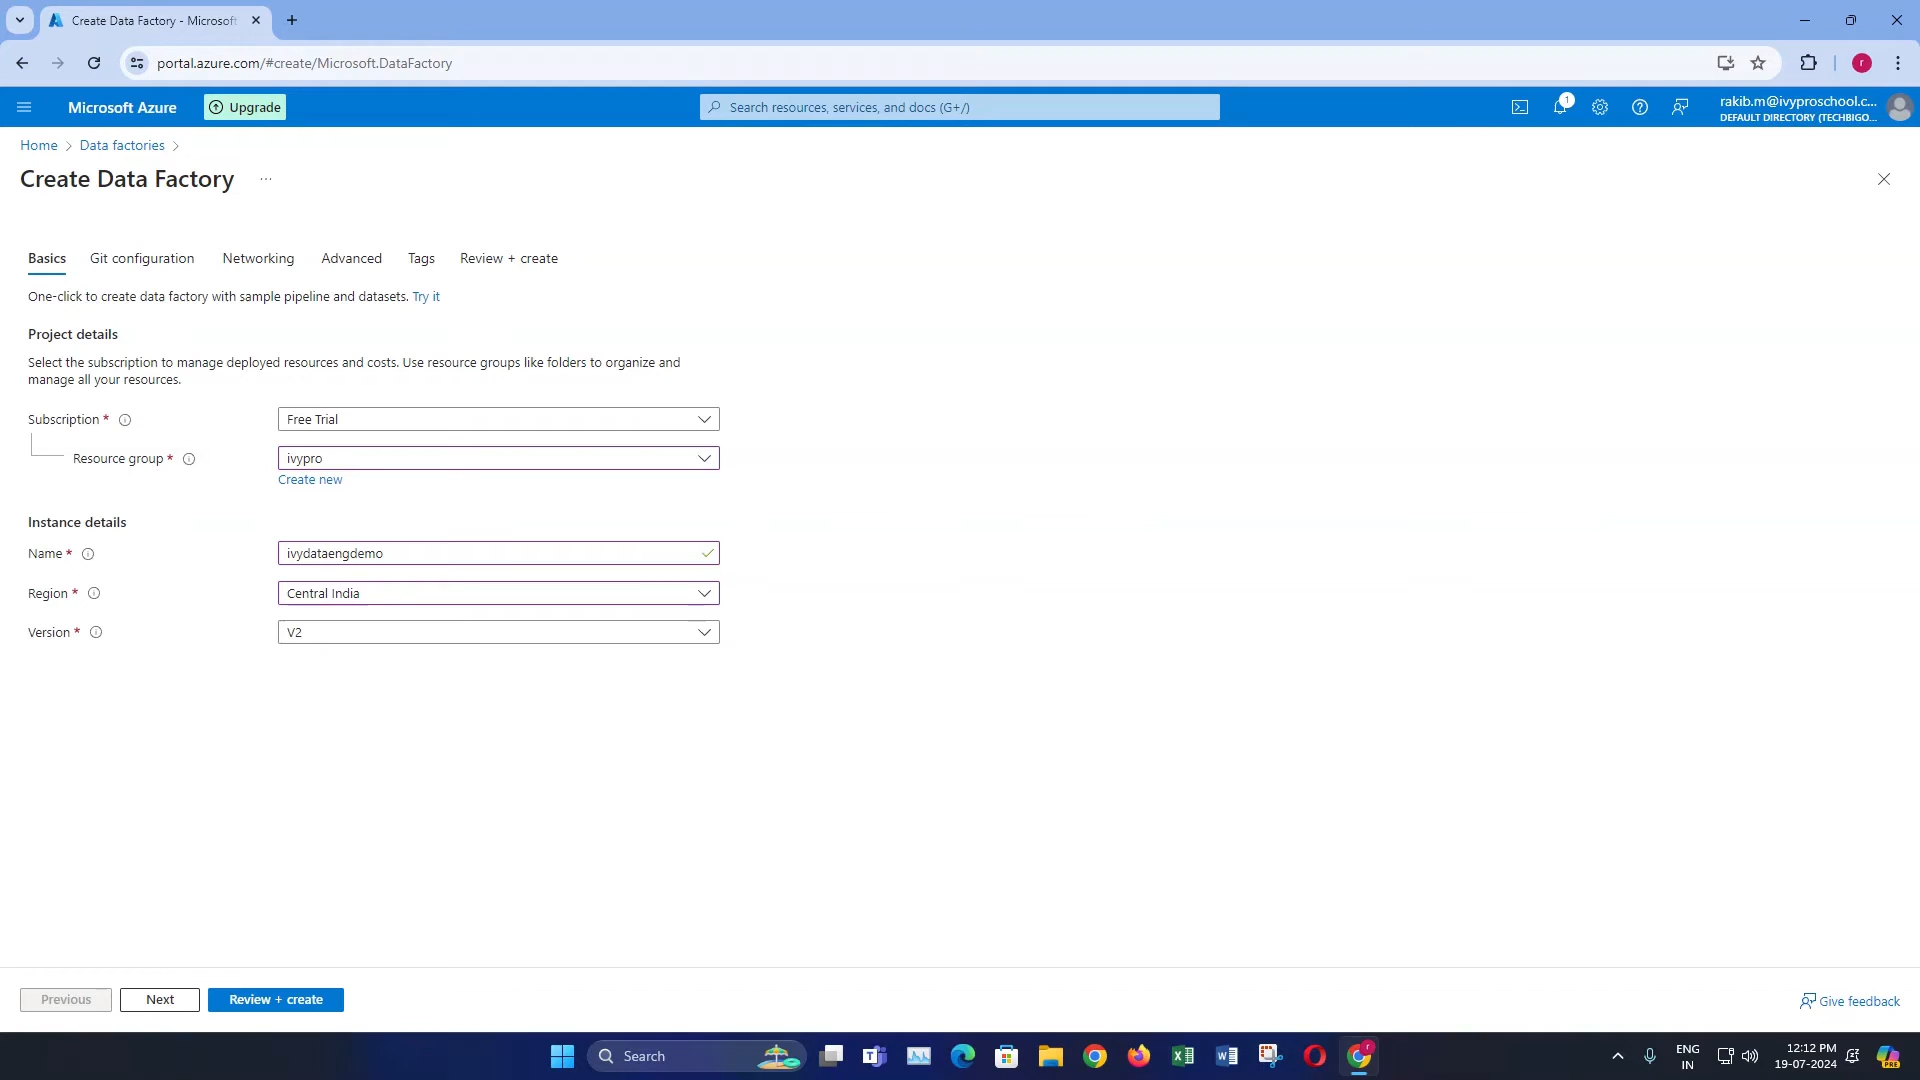 Create Data Factory - Microsoft
portal.azure.com/#create/Microsoft.DataFactory
r
Microsoft Azure
Upgrade
Search resources, services, and docs (G+/)
1
rakib.m@ivyproschool.c...
DEFAULT DIRECTORY (TECHBIGO...
Home > Data factories >
Create Data Factory ...
Basics Git configuration Networking Advanced Tags Review + create
One-click to create data factory with sample pipeline and datasets. Try it
Project details
Select the subscription to manage deployed resources and costs. Use resource groups like folders to organize and
manage all your resources.
Subscription * Free Trial
Resource group * ivypro
Create new
Instance details
Name * ivydataengdemo
Region * Central India
Version * V2
Previous Next Review + create
Give feedback
Search
ENG
IN
12:12 PM
19-07-2024
PRE